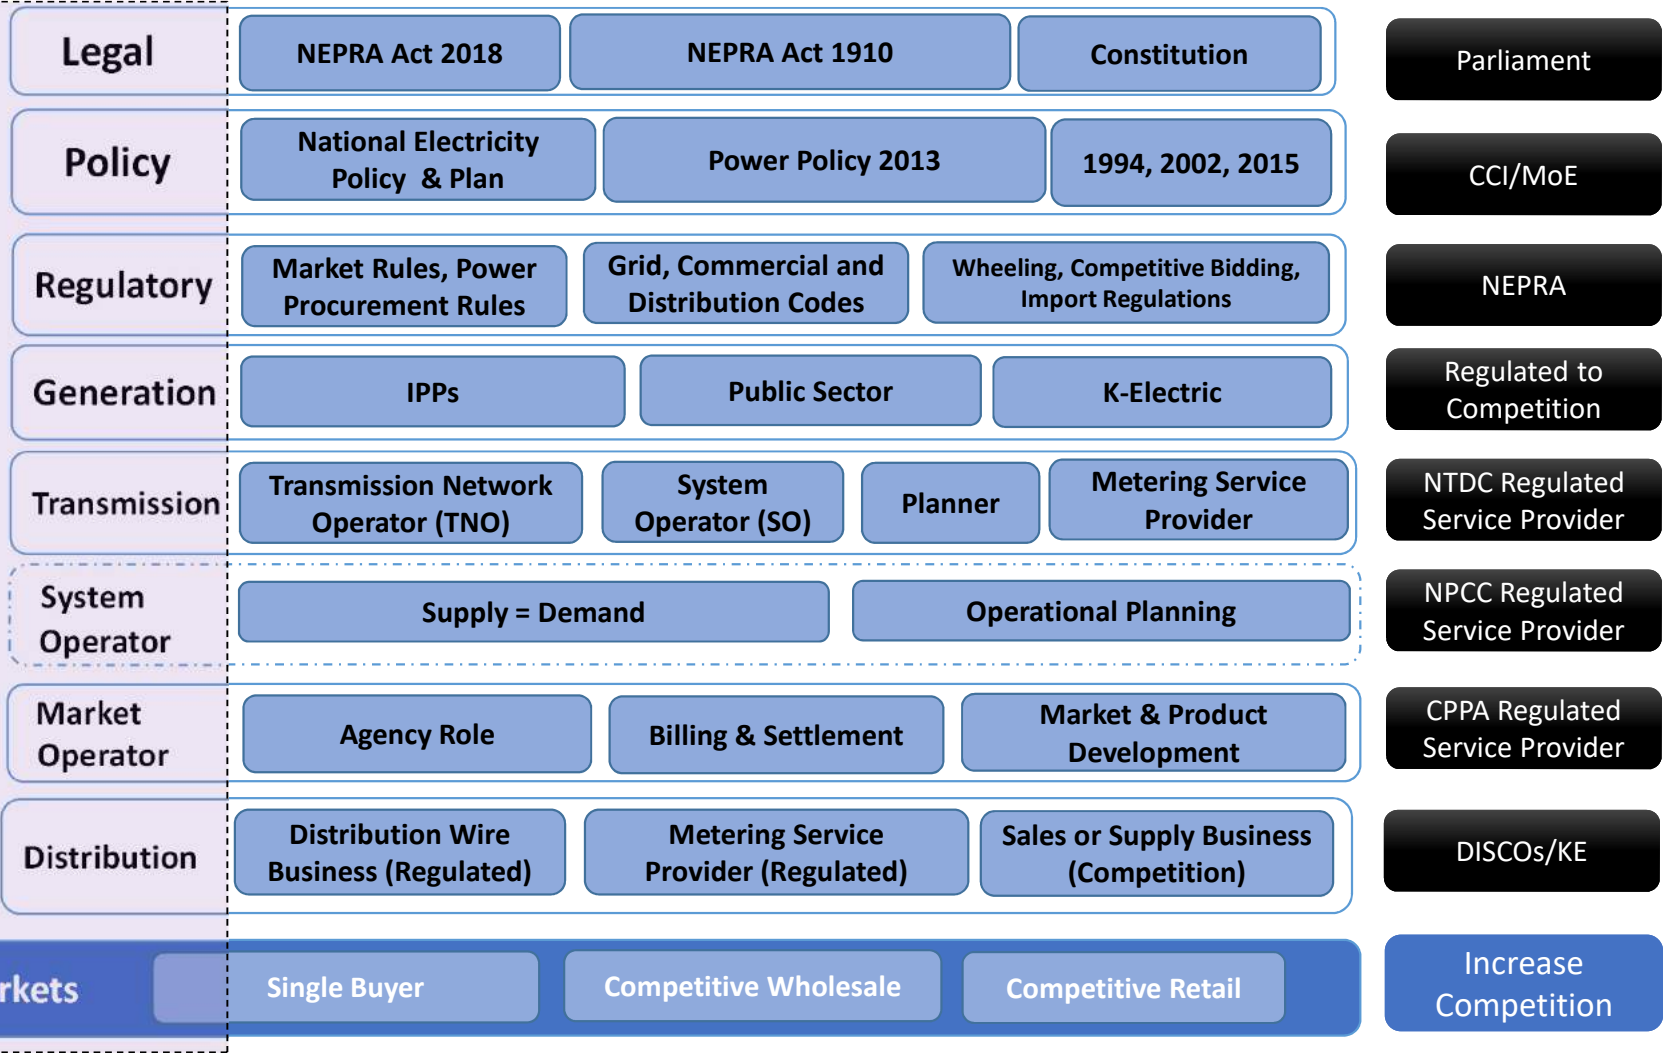 Legal
NEPRA Act 2018
NEPRA Act 1910
Constitution
Parliament
Policy
National Electricity
Policy & Plan
Power Policy 2013
1994, 2002, 2015
CCI/MoE
Regulatory
Market Rules, Power
Procurement Rules
Grid, Commercial and
Distribution Codes
Wheeling, Competitive Bidding,
Import Regulations
NEPRA
Generation
IPPs
Public Sector
K-Electric
Regulated to
Competition
Transmission
Transmission Network
Operator (TNO)
System
Operator (SO)
Planner
Metering Service
Provider
NTDC Regulated
Service Provider
System
Operator
Supply = Demand
Operational Planning
NPCC Regulated
Service Provider
Market
Operator
Agency Role
Billing & Settlement
Market & Product
Development
CPPA Regulated
Service Provider
Distribution
Distribution Wire
Business (Regulated)
Metering Service
Provider (Regulated)
Sales or Supply Business
(Competition)
DISCOs/KE
rkets
Single Buyer
Competitive Wholesale
Competitive Retail
Increase
Competition